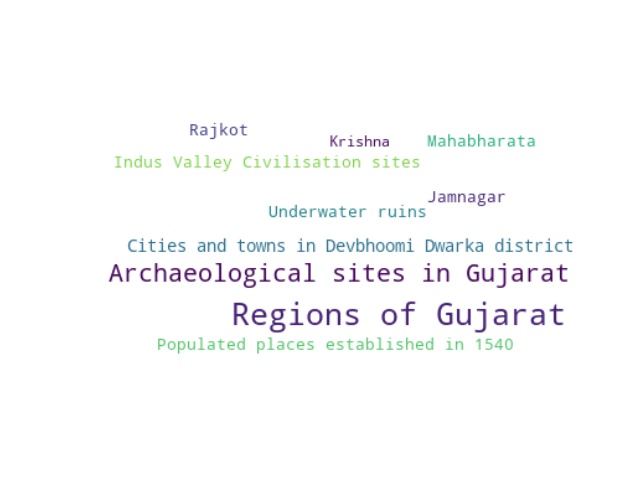 Rajkot
Krishna
Mahabharata
Indus Valley Civilisation sites
Jamnagar
Underwater ruins
Cities and towns in Devbhoomi Dwarka district
Archaeological sites in Gujarat
Regions of Gujarat
Populated places established in 1540